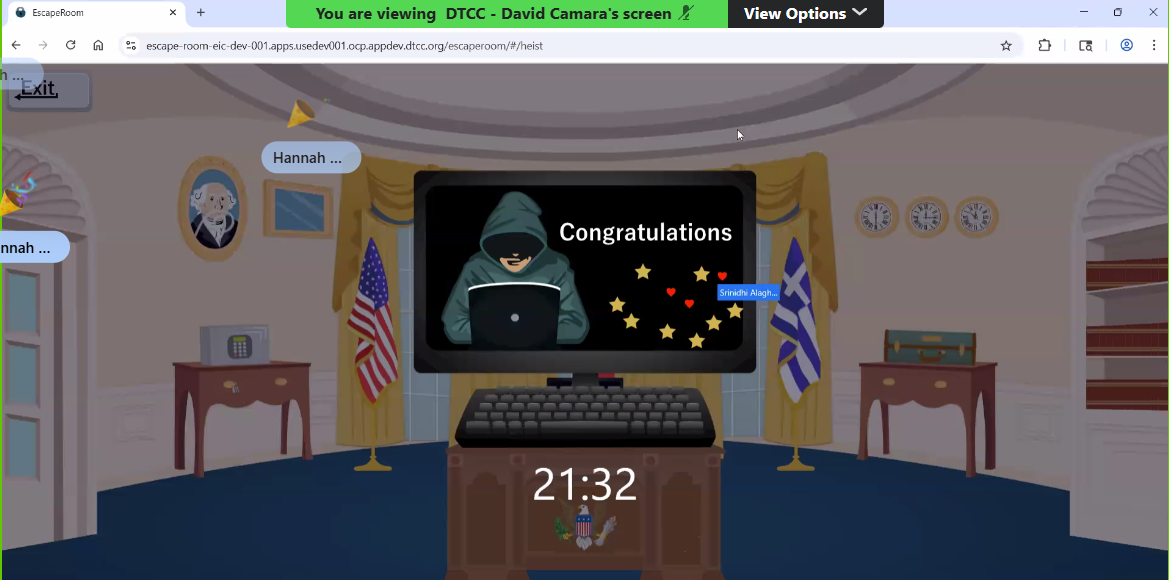 EscapeRoom
You are viewing DTCC - David Camara's screen
View Options
escape-room-eic-dev-001.apps.usedev001.ocp.appdev.dtcc.org/escaperoom/#/heist
h ...
Exit
Hannah ...
nnah ...
Congratulations
Srinidhi Alagh...
21:32